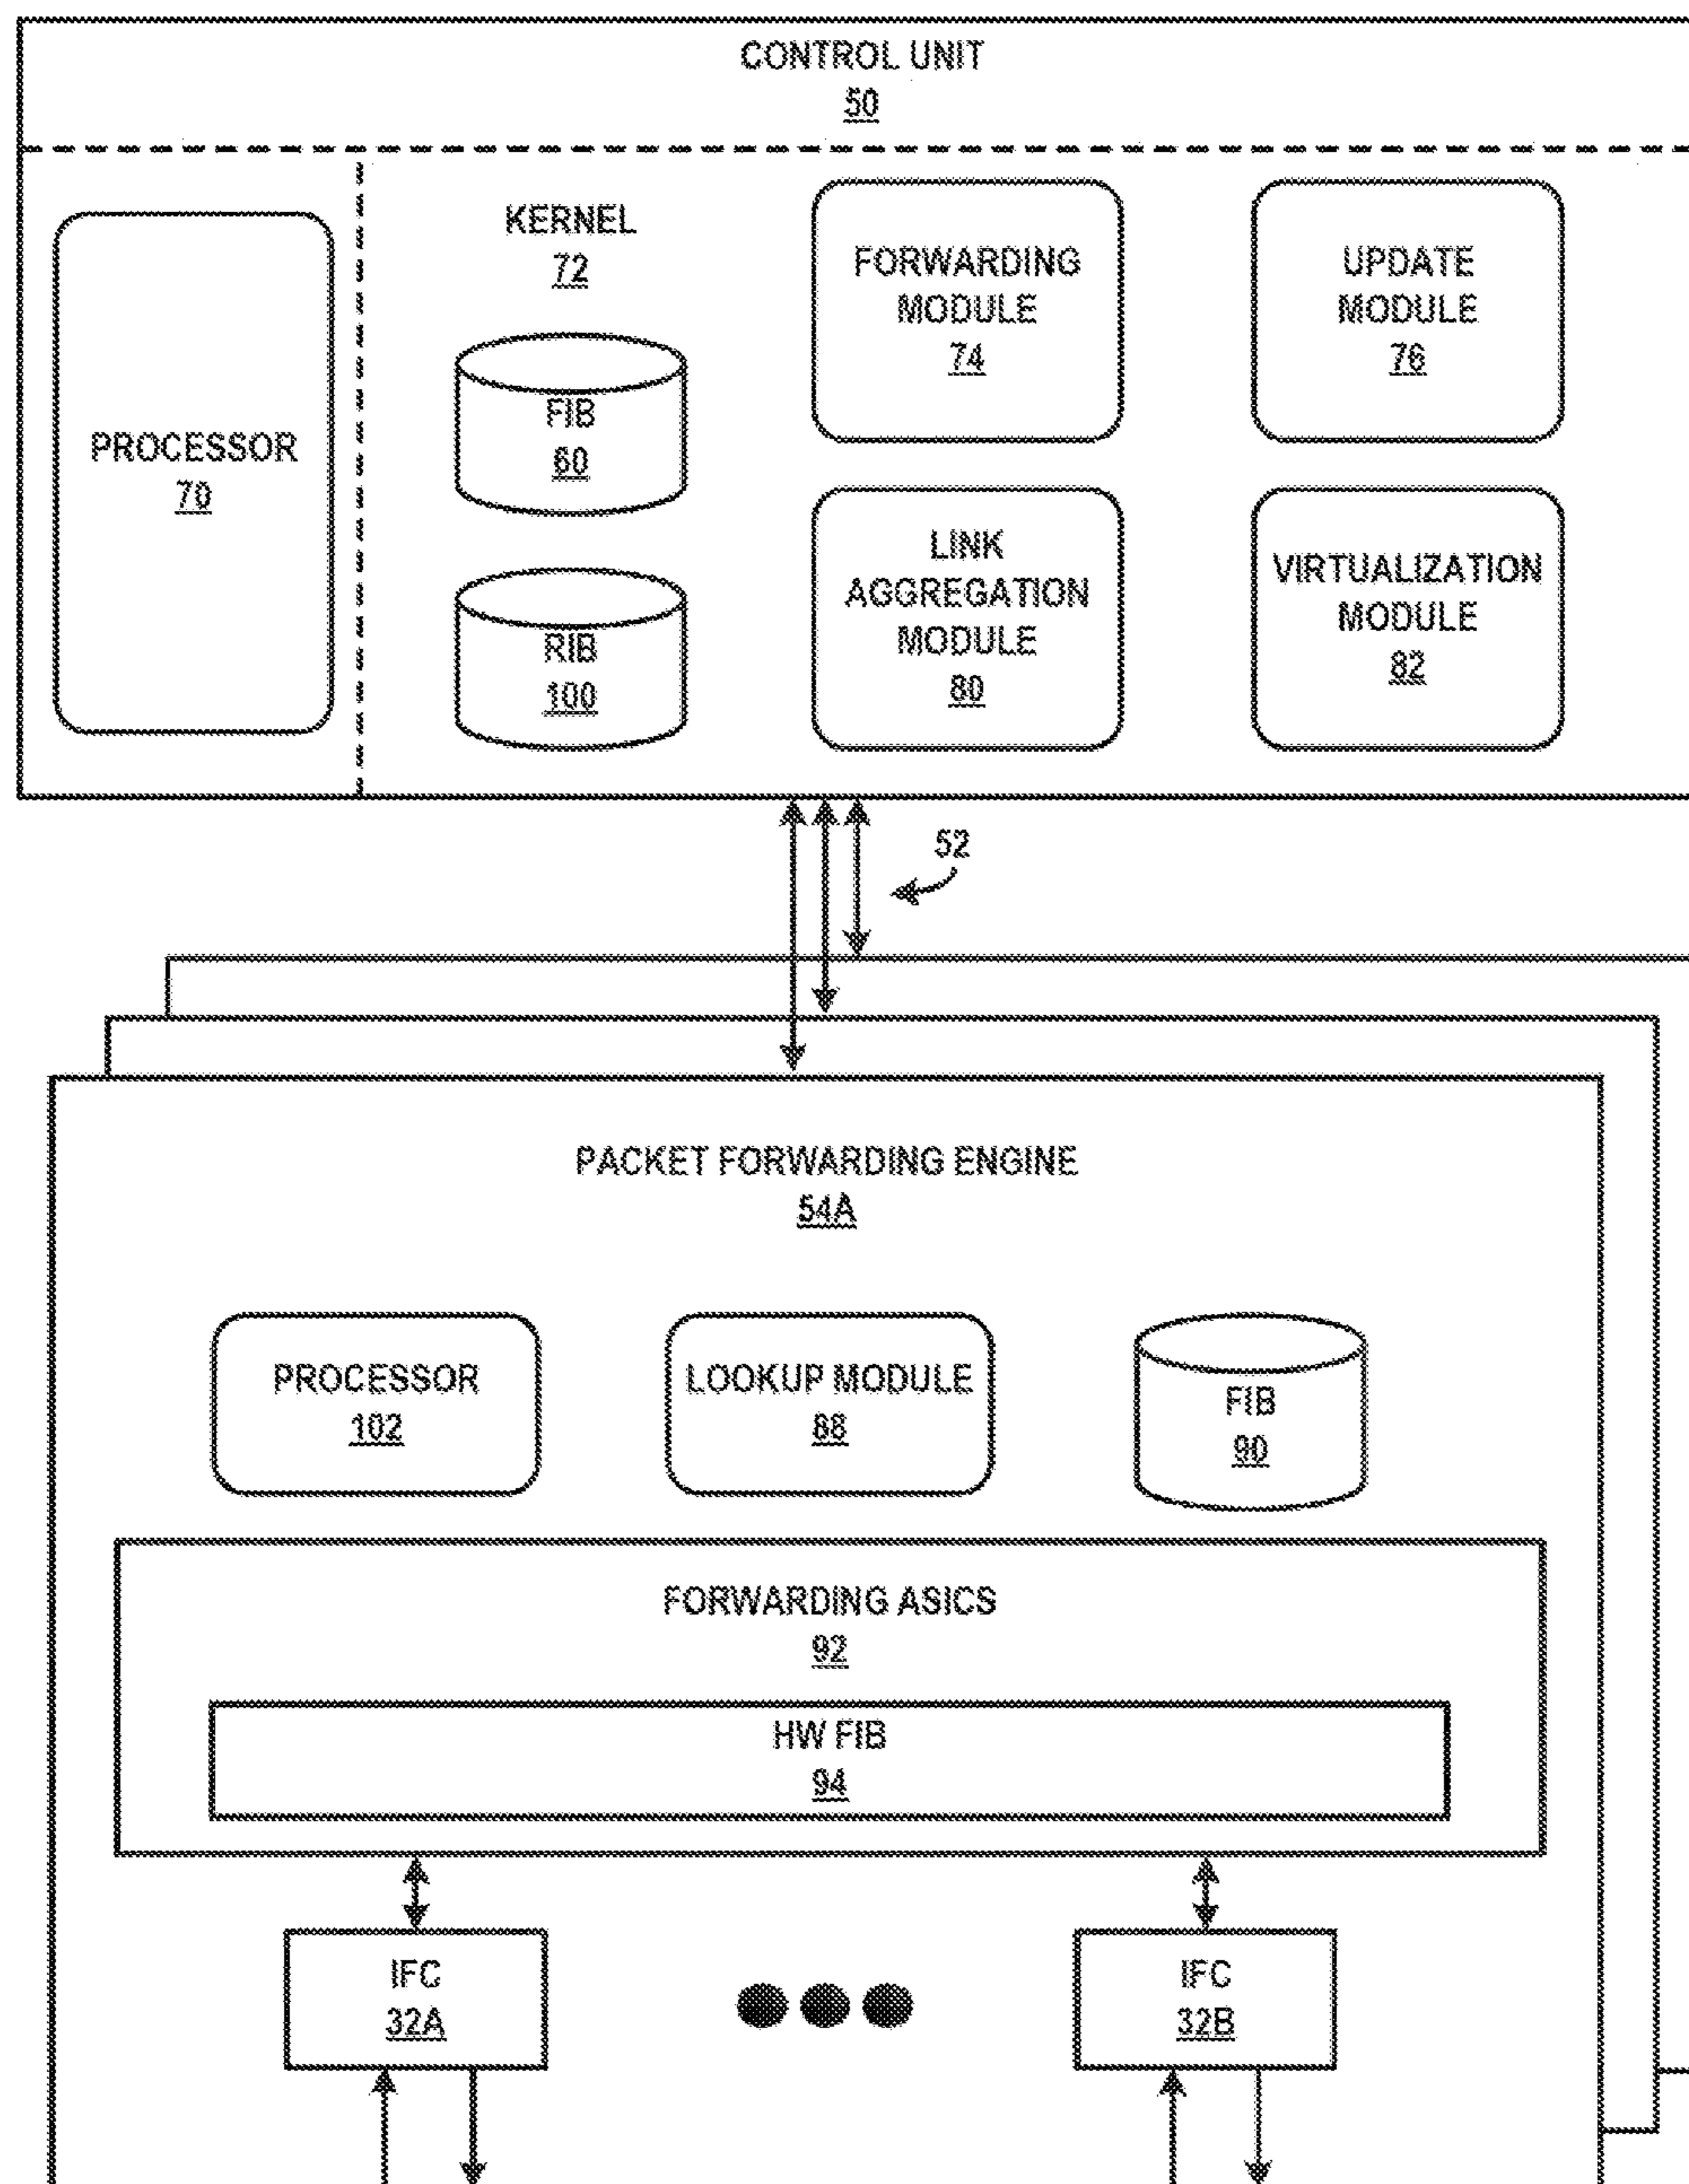 CONTROL UNIT
50
KERNEL
72
FORWARDING
MODULE
74
UPDATE
MODULE
76
PROCESSOR
70
FIB
60
RIB
100
LINK
AGGREGATION
MODULE
80
VIRTUALIZATION
MODULE
82
52
PACKET FORWARDING ENGINE
54A
PROCESSOR
102
LOOKUP MODULE
88
FIB
90
FORWARDING ASICS
92
HW FIB
94
IFC
32A
IFC
32B